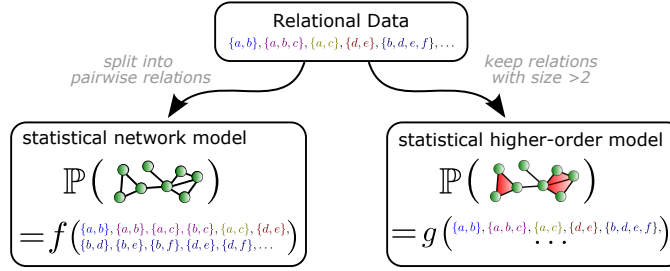 Relational Data
{a, b}, {a, b, c}, {a, c}, {d, e}, {b, d, e, f}, ...
split into
pairwise relations
keep relations
with size >2
statistical network model
ℙ( )
= f({a, b}, {a, b}, {a, c}, {b, c}, {a, c}, {d, e},
{b, d}, {b, e}, {b, f}, {d, e}, {d, f}, ...)
statistical higher-order model
ℙ( )
= g({a, b}, {a, b, c}, {a, c}, {d, e}, {b, d, e, f},
...)